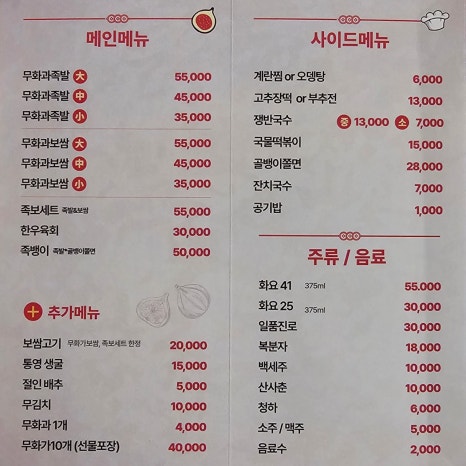 메인메뉴
무화과족발 大 55,000
무화과족발 中 45,000
무화과족발 小 35,000
무화과보쌈 大 55,000
무화과보쌈 中 45,000
무화과보쌈 小 35,000
족보세트 족발&보쌈 55,000
한우육회 30,000
족뱅이 족발+골뱅이쫄면 50,000
추가메뉴
보쌈고기 무화가보쌈, 족보세트 한정 20,000
통영 생굴 15,000
절인 배추 5,000
무김치 10,000
무화과 1개 4,000
무화가10개 (선물포장) 40,000
사이드메뉴
계란찜 or 오뎅탕 6,000
고추장떡 or 부추전 13,000
쟁반국수 중 13,000 소 7,000
국물떡볶이 15,000
골뱅이쫄면 28,000
잔치국수 7,000
공기밥 1,000
주류 / 음료
화요 41 375ml 55.000
화요 25 375ml 30,000
일품진로 30,000
복분자 18,000
백세주 10,000
산사춘 10,000
청하 6,000
소주 / 맥주 5,000
음료수 2,000